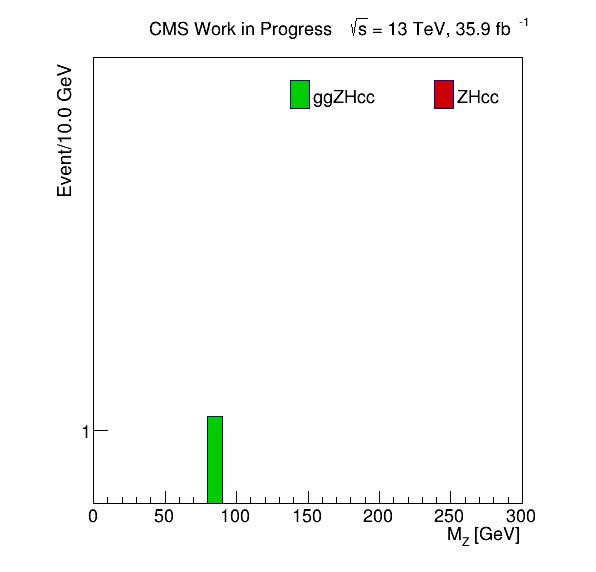 CMS Work in Progress √s = 13 TeV, 35.9 fb⁻¹
Event/10.0 GeV
ggZHcc ZHcc
1
0 50 100 150 200 250 300
M_Z [GeV]